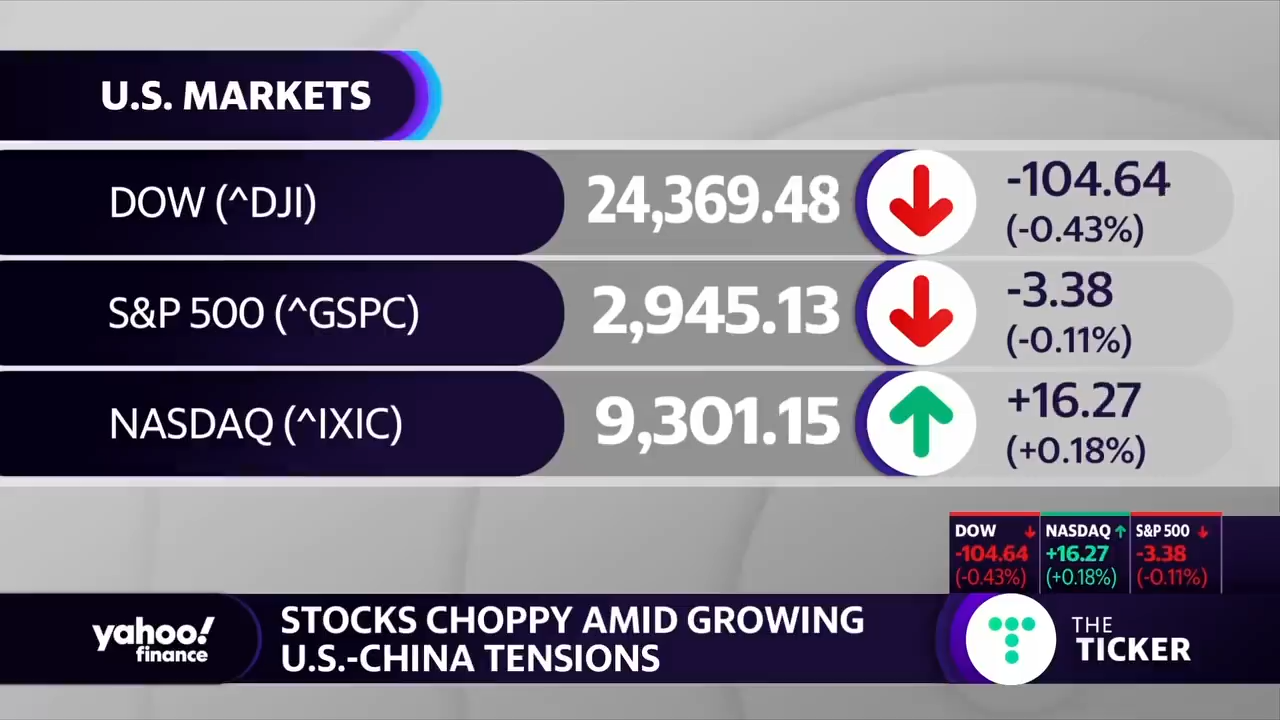 U.S. MARKETS
DOW (^DJI) 24,369.48 -104.64
(-0.43%)
S&P 500 (^GSPC) 2,945.13 -3.38
(-0.11%)
NASDAQ (^IXIC) 9,301.15 +16.27
(+0.18%)
DOW NASDAQ S&P 500
-104.64 +16.27 -3.38
(-0.43%) (+0.18%) (-0.11%)
yahoo!
finance
STOCKS CHOPPY AMID GROWING
U.S.-CHINA TENSIONS
THE
TICKER